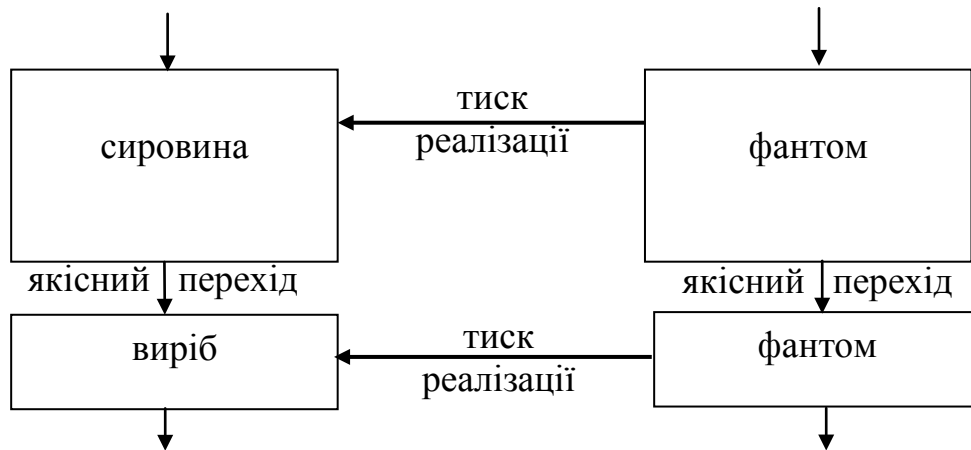 тиск
сировина
реалізації
фантом
якісний перехід
якісний перехід
виріб
тиск
реалізації
фантом